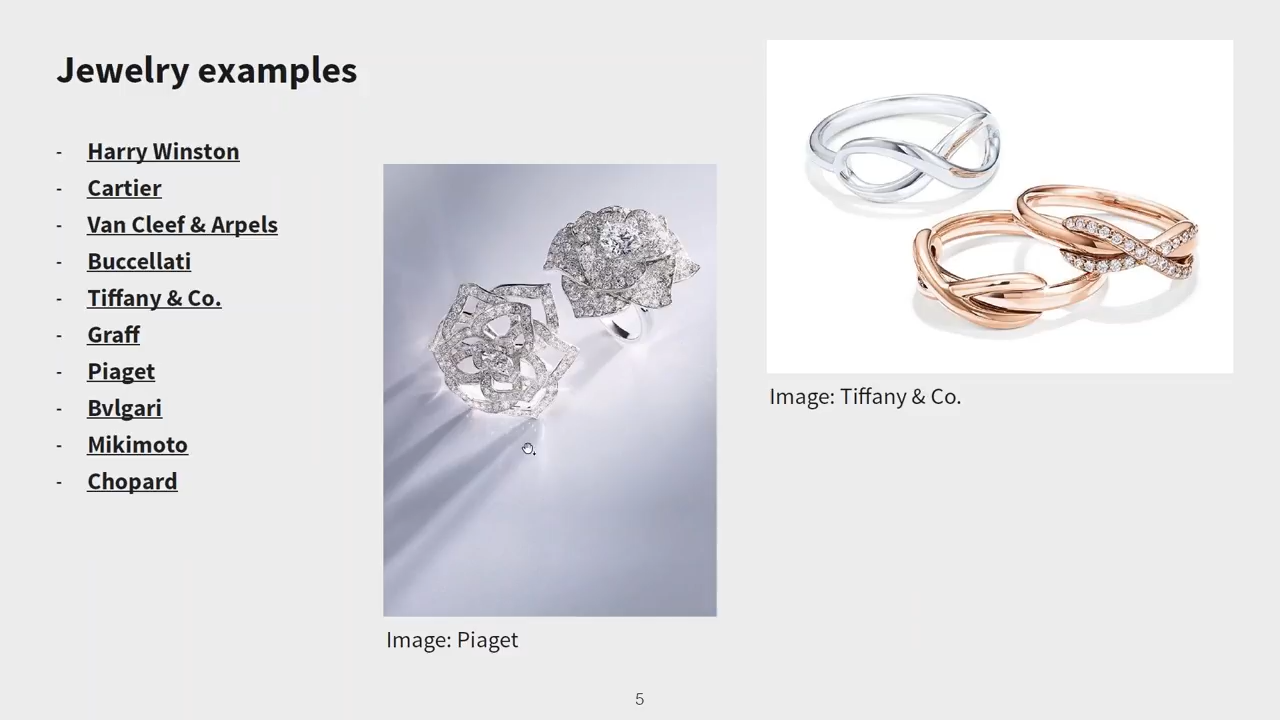 Jewelry examples
- Harry Winston
- Cartier
- Van Cleef & Arpels
- Buccellati
- Tiffany & Co.
- Graff
- Piaget
- Bvlgari
- Mikimoto
- Chopard
Image: Piaget
Image: Tiffany & Co.
5